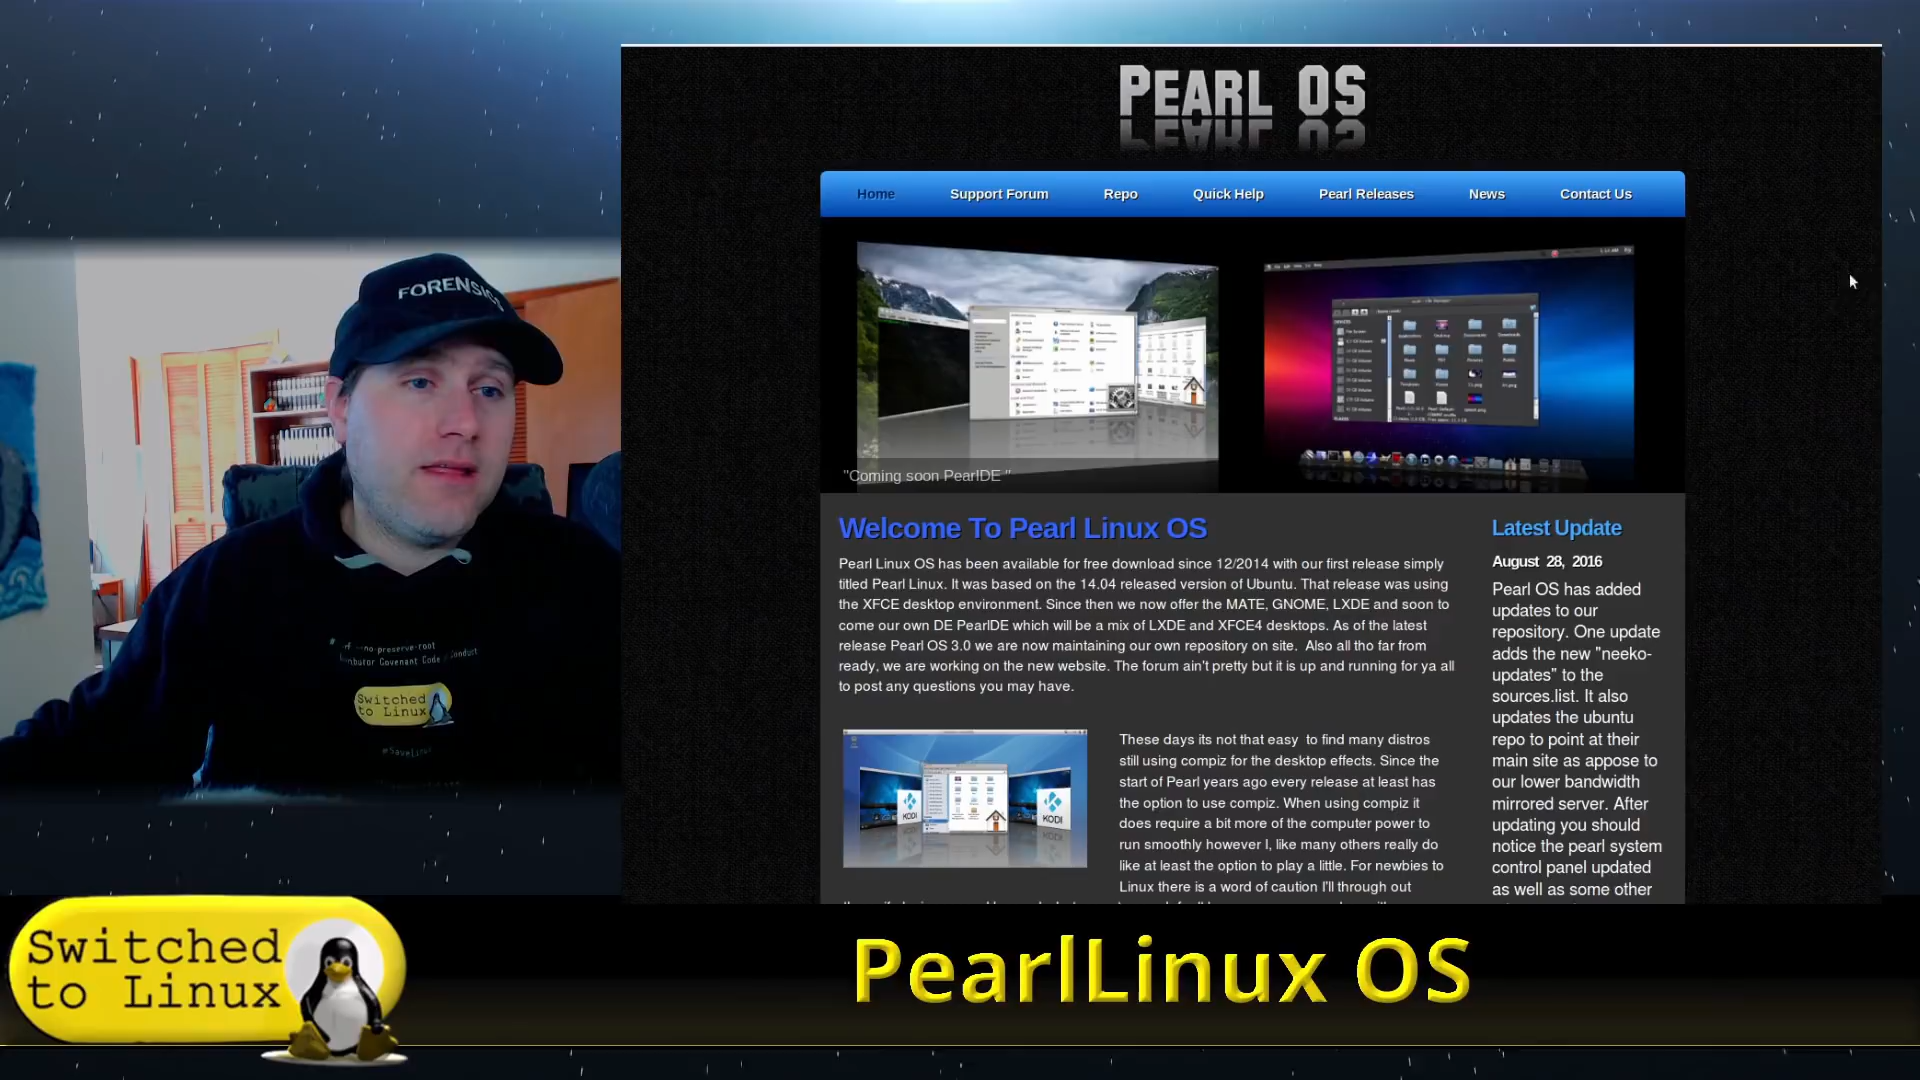 PEARL OS
Home Support Forum Repo Quick Help Pearl Releases News Contact Us
"Coming soon PearlDE "
Welcome To Pearl Linux OS
Pearl Linux OS has been available for free download since 12/2014 with our first release simply
titled Pearl Linux. It was based on the 14.04 released version of Ubuntu. That release was using
the XFCE desktop environment. Since then we now offer the MATE, GNOME, LXDE and soon to
come our own DE PearlDE which will be a mix of LXDE and XFCE4 desktops. As of the latest
release Pearl OS 3.0 we are now maintaining our own repository on site. Also all tho far from
ready, we are working on the new website. The forum ain't pretty but it is up and running for ya all
to post any questions you may have.
KODI
KODI
These days its not that easy to find many distros
still using compiz for the desktop effects. Since the
start of Pearl years ago every release at least has
the option to use compiz. When using compiz it
does require a bit more of the computer power to
run smoothly however I, like many others really do
like at least the option to play a little. For newbies to
Linux there is a word of caution I'll through out
Latest Update
August 28, 2016
Pearl OS has added
updates to our
repository. One update
adds the new "neeko-
updates" to the
sources.list. It also
updates the ubuntu
repo to point at their
main site as appose to
our lower bandwidth
mirrored server. After
updating you should
notice the pearl system
control panel updated
as well as some other
FORENSICS
--no-preserve-root
Covenant Code Conduct
Switched
to Linux
Switched
to Linux
PearlLinux OS